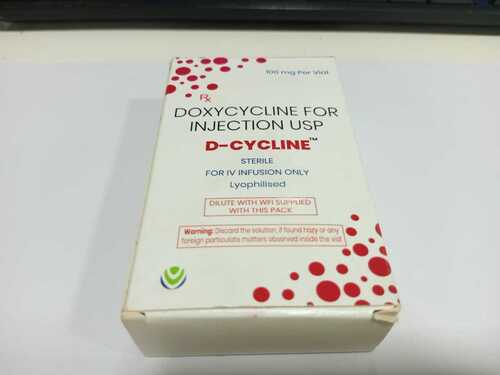 100 mg Per Vial
Rx
DOXYCYCLINE FOR
INJECTION USP
D-CYCLINE™
STERILE
FOR IV INFUSION ONLY
Lyophilised
DILUTE WITH WFI SUPPLIED
WITH THIS PACK
Warning: Discard the solution, if found hazy or any
foreign particulate matters observed inside the vial